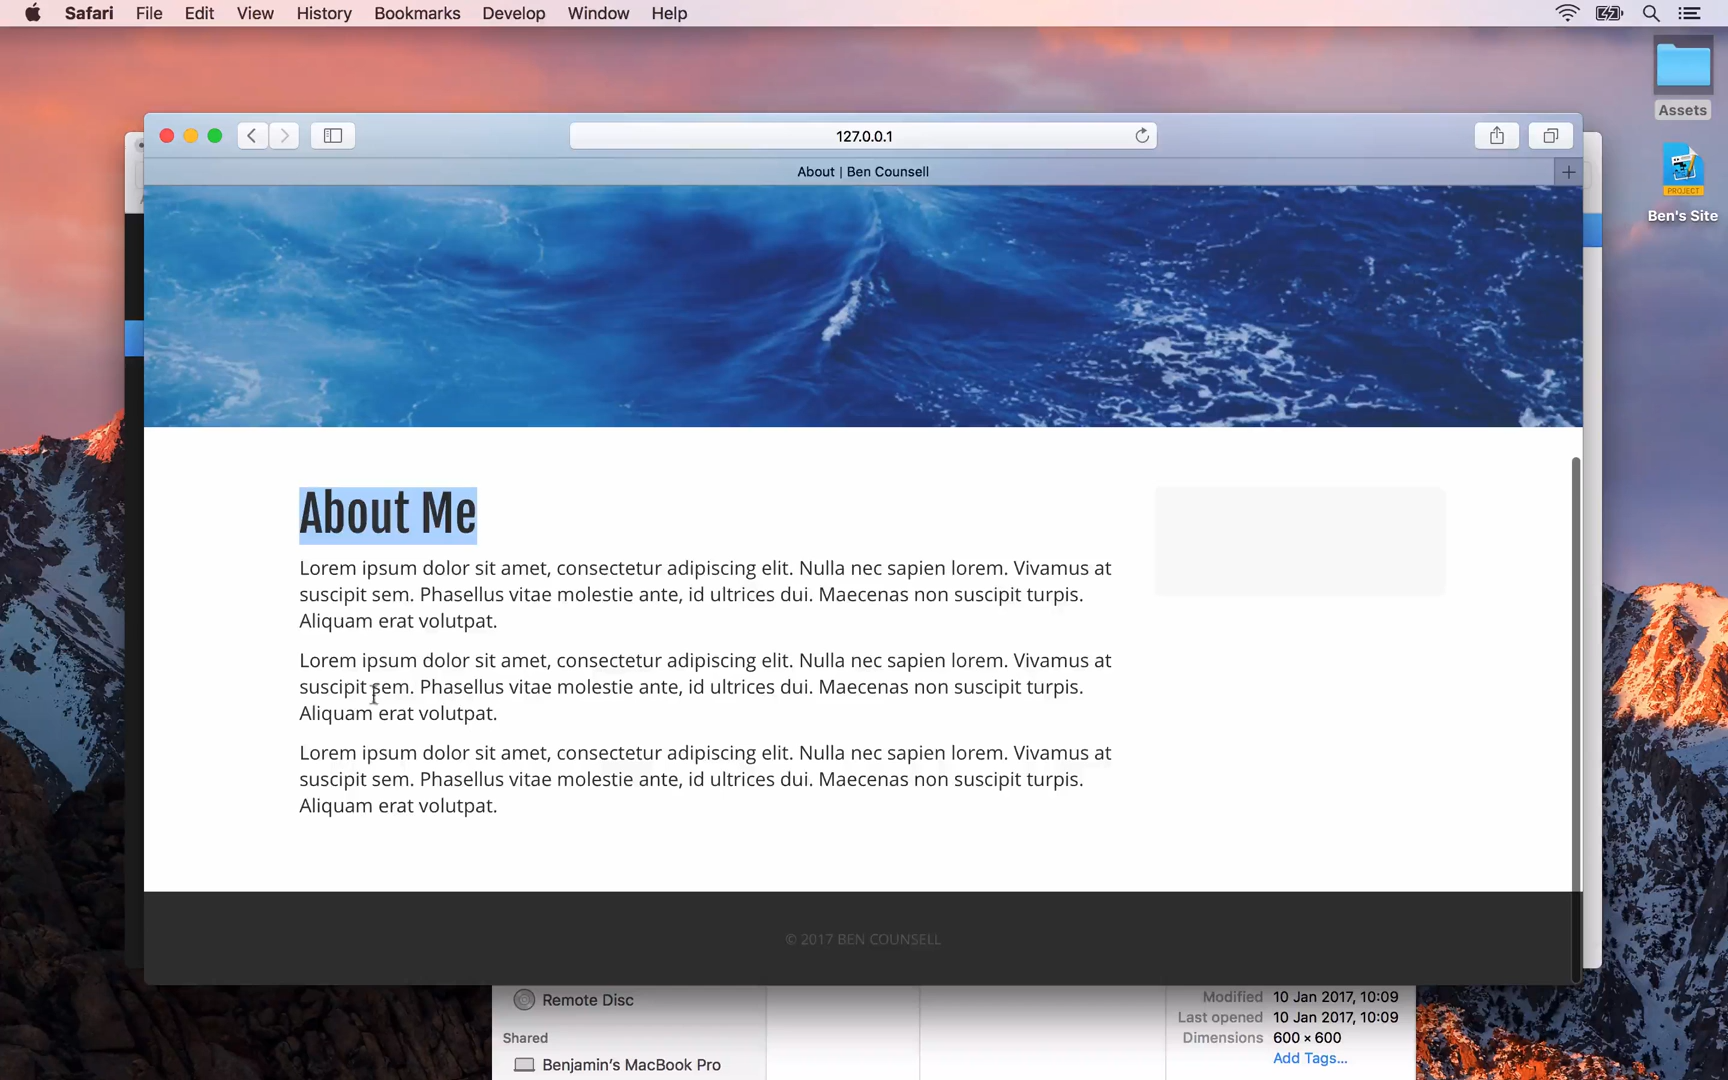 Safari File Edit View History Bookmarks Develop Window Help
Assets
PROJECT
Ben's Site
127.0.0.1
About | Ben Counsell
About Me
Lorem ipsum dolor sit amet, consectetur adipiscing elit. Nulla nec sapien lorem. Vivamus at
suscipit sem. Phasellus vitae molestie ante, id ultrices dui. Maecenas non suscipit turpis.
Aliquam erat volutpat.
Lorem ipsum dolor sit amet, consectetur adipiscing elit. Nulla nec sapien lorem. Vivamus at
suscipit sem. Phasellus vitae molestie ante, id ultrices dui. Maecenas non suscipit turpis.
Aliquam erat volutpat.
Lorem ipsum dolor sit amet, consectetur adipiscing elit. Nulla nec sapien lorem. Vivamus at
suscipit sem. Phasellus vitae molestie ante, id ultrices dui. Maecenas non suscipit turpis.
Aliquam erat volutpat.
© 2017 BEN COUNSELL
Remote Disc
Shared
Benjamin’s MacBook Pro
Modified 10 Jan 2017, 10:09
Last opened 10 Jan 2017, 10:09
Dimensions 600 × 600
Add Tags...